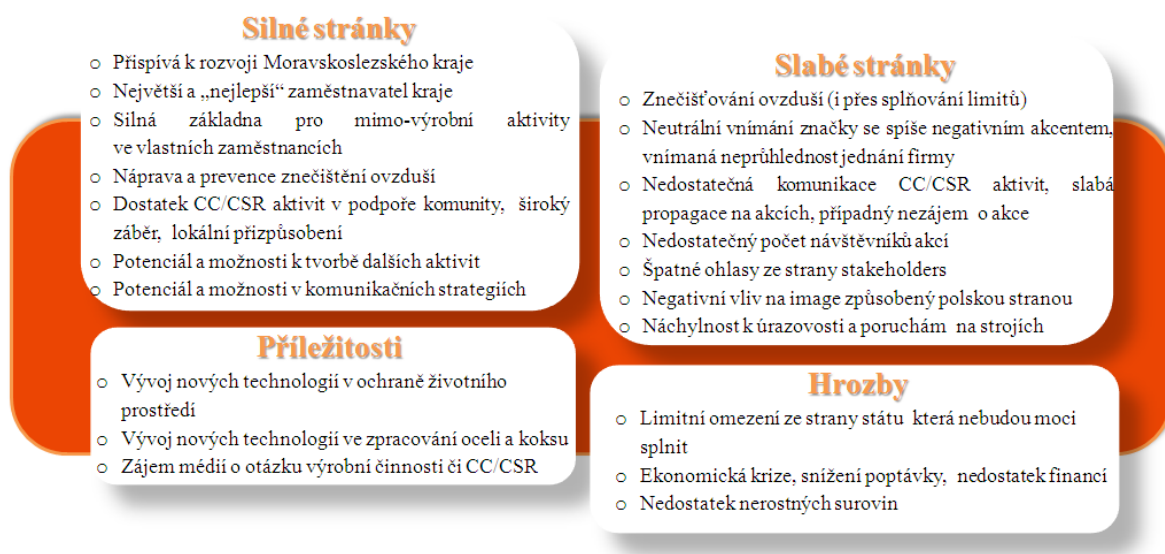 Silné stránky
o Přispívá k rozvoji Moravskoslezského kraje
o Největší a „nejlepší“ zaměstnavatel kraje
o Silná základna pro mimo-výrobní aktivity
ve vlastních zaměstnancích
o Náprava a prevence znečištění ovzduší
o Dostatek CC/CSR aktivit v podpoře komunity, široký
záběr, lokální přizpůsobení
o Potenciál a možnosti k tvorbě dalších aktivit
o Potenciál a možnosti v komunikačních strategiích
Slabé stránky
o Znečišťování ovzduší (i přes splňování limitů)
o Neutrální vnímání značky se spíše negativním akcentem,
vnímaná neprůhlednost jednání firmy
o Nedostatečná komunikace CC/CSR aktivit, slabá
propagace na akcích, případný nezájem o akce
o Nedostatečný počet návštěvníků akcí
o Špatné ohlasy ze strany stakeholders
o Negativní vliv na image způsobený polskou stranou
o Náchylnost k úrazovosti a poruchám na strojích
Příležitosti
o Vývoj nových technologií v ochraně životního
prostředí
o Vývoj nových technologií ve zpracování oceli a koksu
o Zájem médií o otázku výrobní činnosti či CC/CSR
Hrozby
o Limitní omezení ze strany státu která nebudou moci
splnit
o Ekonomická krize, snížení poptávky, nedostatek financí
o Nedostatek nerostných surovin